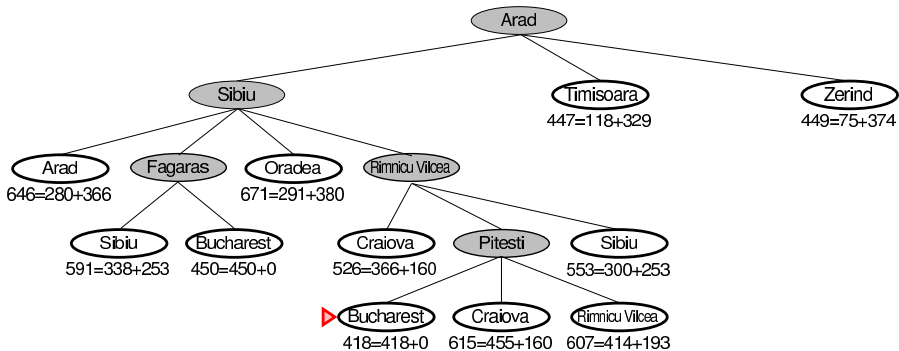 Arad
Sibiu
Timisoara
Zerind
447=118+329
449=75+374
Arad
Fagaras
Oradea
Rimnicu Vilcea
646=280+366
671=291+380
Sibiu
Bucharest
Craiova
Pitesti
Sibiu
591=338+253
450=450+0
526=366+160
553=300+253
Bucharest
Craiova
Rimnicu Vilcea
418=418+0
615=455+160
607=414+193